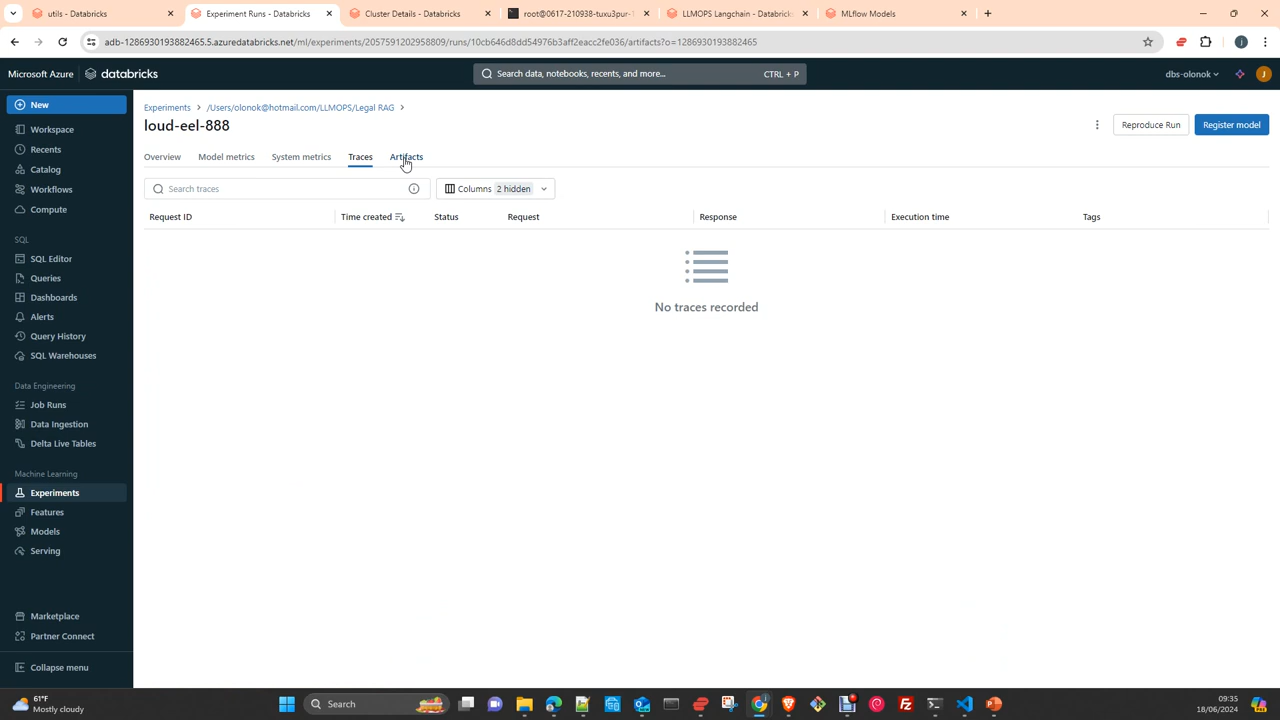 utils - Databricks
Experiment Runs - Databricks
Cluster Details - Databricks
root@0617-210938-tuxu3pur-1
LLMOPS Langchain - Databricks
MLflow Models
adb-1286930193882465.5.azuredatabricks.net/ml/experiments/2057591202958809/runs/10cb646d8dd54976b3aff2eacc2fe036/artifacts?o=1286930193882465
Microsoft Azure
databricks
Search data, notebooks, recents, and more...
CTRL + P
dbs-olonok
J
New
Workspace
Recents
Catalog
Workflows
Compute
SQL
SQL Editor
Queries
Dashboards
Alerts
Query History
SQL Warehouses
Data Engineering
Job Runs
Data Ingestion
Delta Live Tables
Machine Learning
Experiments
Features
Models
Serving
Marketplace
Partner Connect
Collapse menu
Experiments > /Users/olonok@hotmail.com/LLMOPS/Legal RAG >
loud-eel-888
Reproduce Run
Register model
Overview
Model metrics
System metrics
Traces
Artifacts
Search traces
Columns 2 hidden
Request ID
Time created
Status
Request
Response
Execution time
Tags
No traces recorded
61°F
Mostly cloudy
Search
09:35
18/06/2024